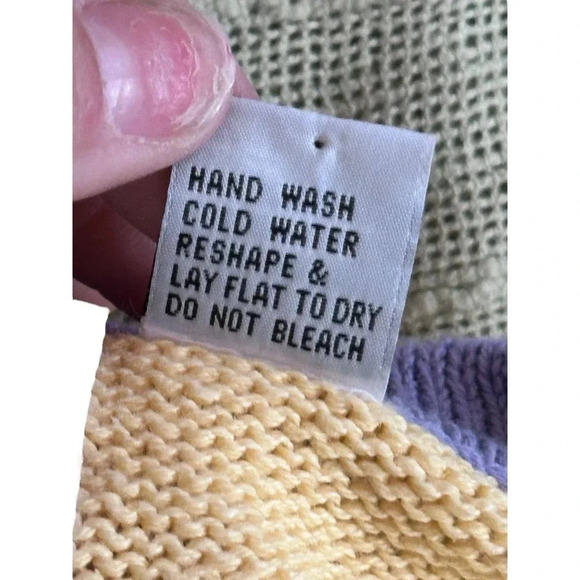 HAND WASH
COLD WATER
RESHAPE &
LAY FLAT TO DRY
DO NOT BLEACH